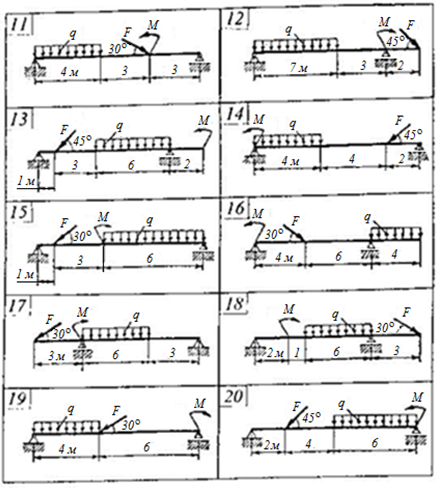 11 q 30° F M
4 м 3 3
12 q M 45° F
7 м 3 2
13 F 45° q M
1 м 3 6 2
14 M q F 45°
4 м 4 2
15 F 30° M q
1 м 3 6
16 M 30° F q
4 м 6 4
17 F 30° M q
3 м 6 3
18 M q 30° F
2 м 1 6 3
19 q F 30° M
4 м 6
20 F 45° q M
2 м 4 6